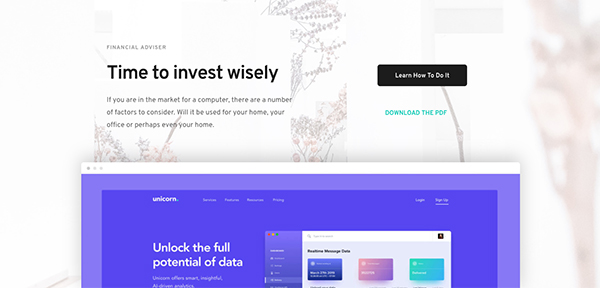 FINANCIAL ADVISER
Time to invest wisely
If you are in the market for a computer, there are a number
of factors to consider. Will it be used for your home, your
office or perhaps even your home.
Learn How To Do It
DOWNLOAD THE PDF
unicorn
Services Features Resources Pricing
Login Sign Up
Unlock the full
potential of data
Unicorn offers smart, insightful,
AI-driven analytics.
Realtime Message Data
March 27th 2019